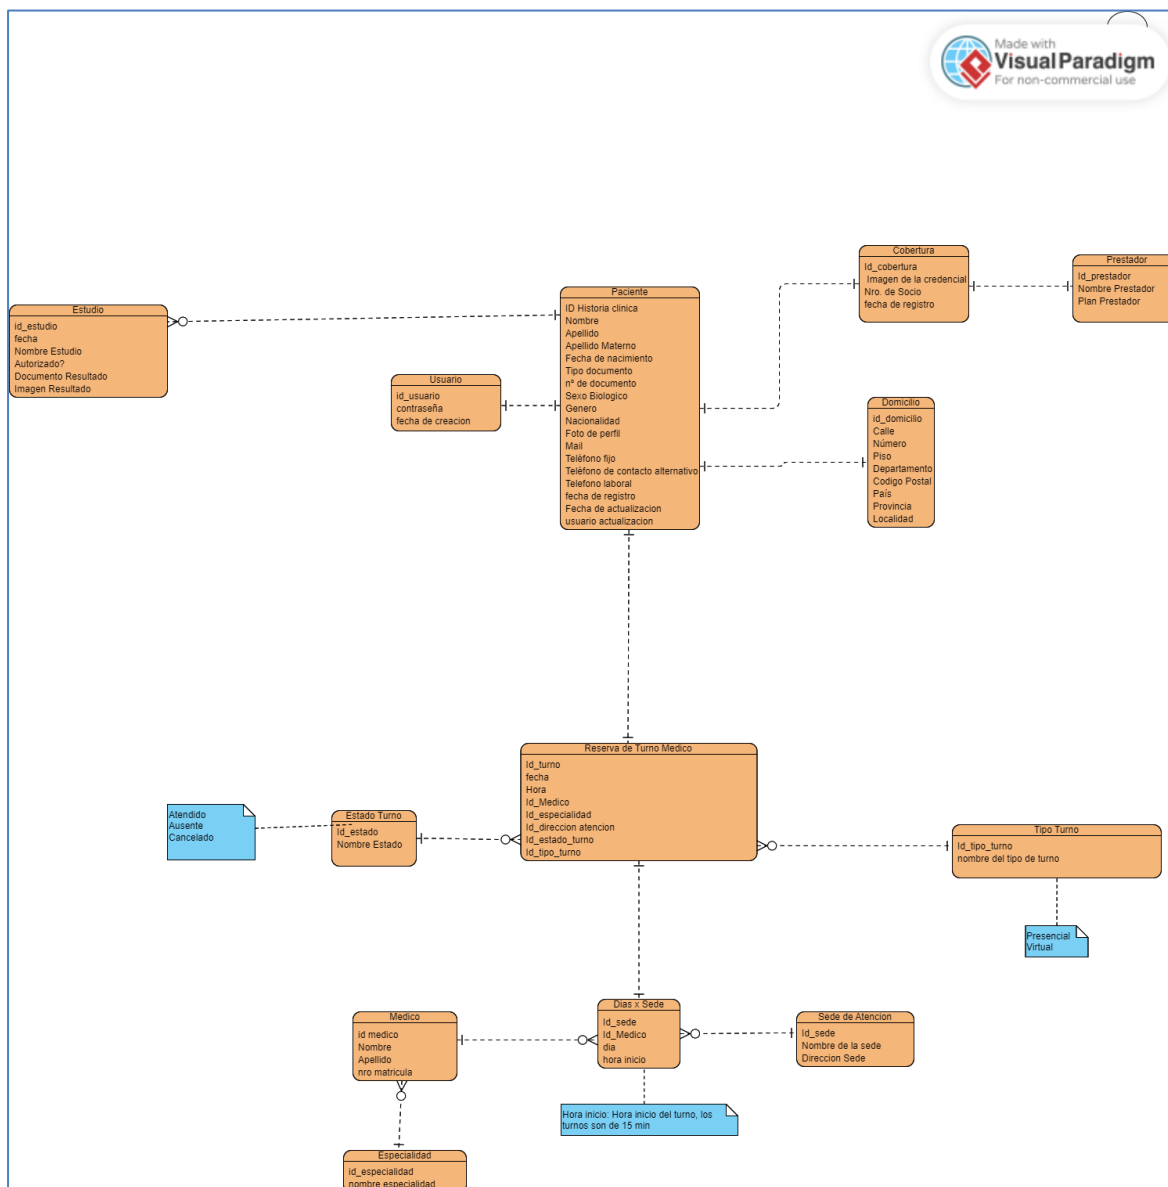 Made with
Visual Paradigm
For non-commercial use
Cobertura
Id_cobertura
Imagen de la credencial
Nro. de Socio
fecha de registro
Prestador
Id_prestador
Nombre Prestador
Plan Prestador
Estudio
id_estudio
fecha
Nombre Estudio
Autorizado?
Documento Resultado
Imagen Resultado
Paciente
ID Historia clinica
Nombre
Apellido
Apellido Materno
Fecha de nacimiento
Tipo documento
nº de documento
Sexo Biologico
Genero
Nacionalidad
Foto de perfil
Mail
Teléfono fijo
Teléfono de contacto alternativo
Telefono laboral
fecha de registro
Fecha de actualizacion
usuario actualizacion
Usuario
id_usuario
contraseña
fecha de creacion
Domicilio
id_domicilio
Calle
Número
Piso
Departamento
Codigo Postal
País
Provincia
Localidad
Reserva de Turno Medico
Id_turno
fecha
Hora
Id_Medico
Id_especialidad
Id_direccion atencion
Id_estado_turno
Id_tipo_turno
Atendido
Ausente
Cancelado
Estado Turno
Id_estado
Nombre Estado
Tipo Turno
Id_tipo_turno
nombre del tipo de turno
Presencial
Virtual
Dias x Sede
Id_sede
Id_Medico
dia
hora inicio
Medico
id medico
Nombre
Apellido
nro matricula
Sede de Atencion
Id_sede
Nombre de la sede
Direccion Sede
Hora inicio: Hora inicio del turno, los
turnos son de 15 min
Especialidad
id_especialidad
nombre especialidad